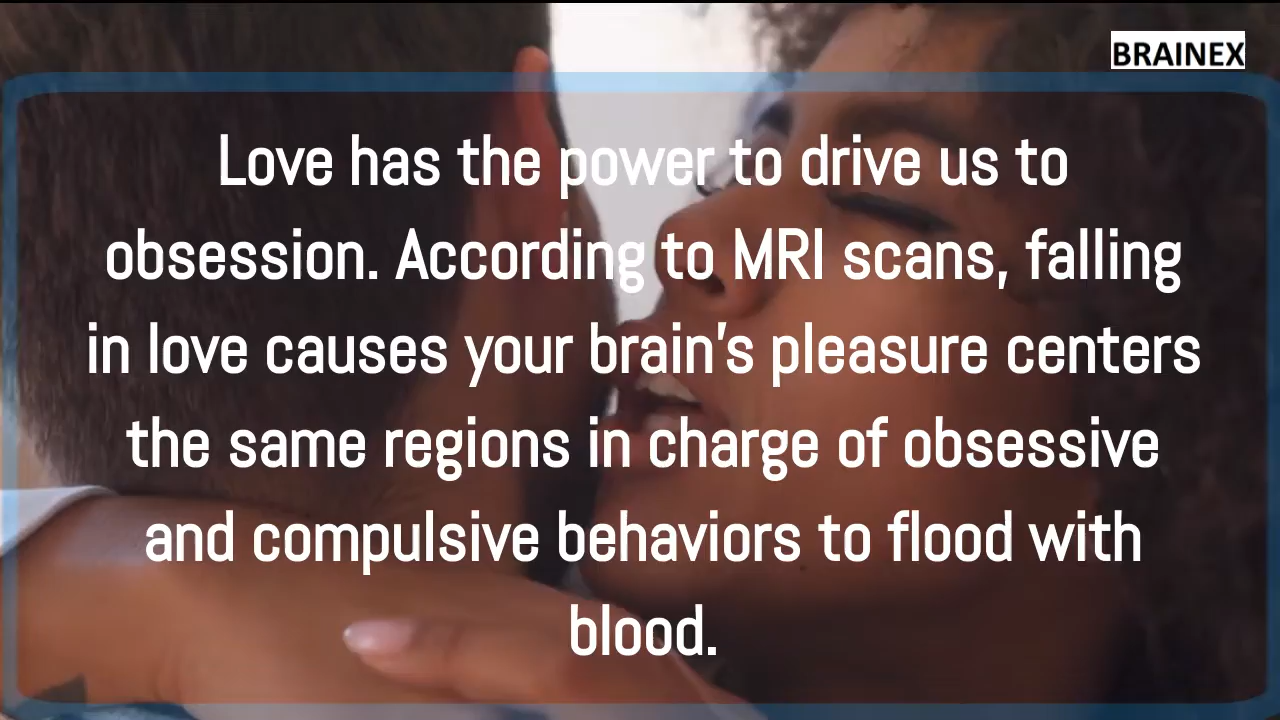 BRAINEX
Love has the power to drive us to
obsession. According to MRI scans, falling
in love causes your brain’s pleasure centers
the same regions in charge of obsessive
and compulsive behaviors to flood with
blood.